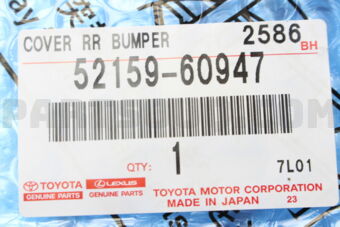 COVER RR BUMPER 2586 BH
52159-60947
QTY: 1 7L01
TOYOTA LEXUS TOYOTA MOTOR CORPORATION
GENUINE PARTS GENUINE PARTS MADE IN JAPAN 23